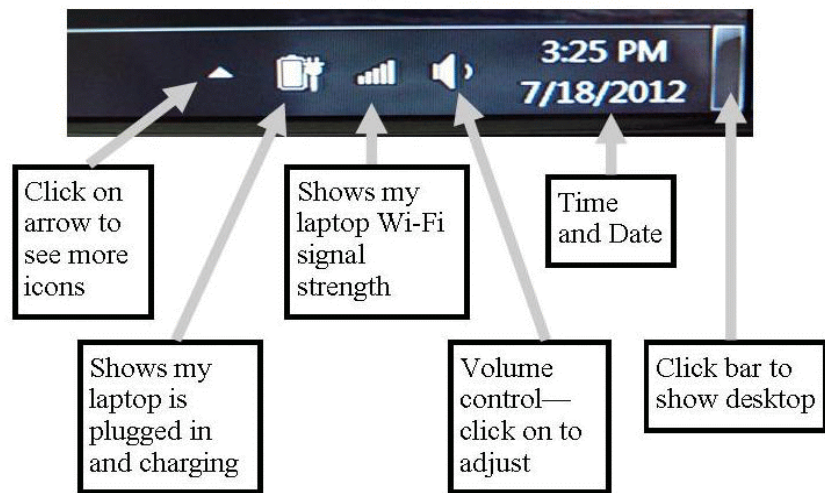 3:25 PM
7/18/2012
Click on
arrow to
see more
icons
Shows my
laptop Wi-Fi
signal
strength
Time
and Date
Shows my
laptop is
plugged in
and charging
Volume
control—
click on to
adjust
Click bar to
show desktop